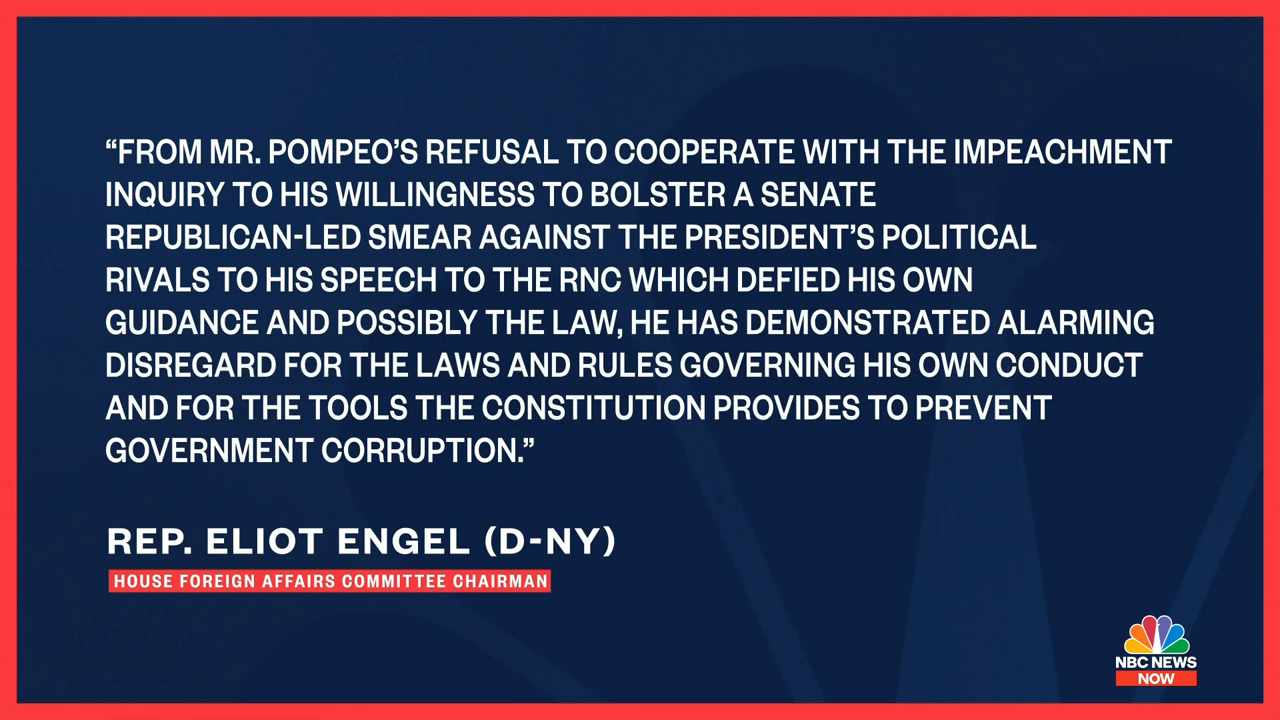 “FROM MR. POMPEO’S REFUSAL TO COOPERATE WITH THE IMPEACHMENT
INQUIRY TO HIS WILLINGNESS TO BOLSTER A SENATE
REPUBLICAN-LED SMEAR AGAINST THE PRESIDENT’S POLITICAL
RIVALS TO HIS SPEECH TO THE RNC WHICH DEFIED HIS OWN
GUIDANCE AND POSSIBLY THE LAW, HE HAS DEMONSTRATED ALARMING
DISREGARD FOR THE LAWS AND RULES GOVERNING HIS OWN CONDUCT
AND FOR THE TOOLS THE CONSTITUTION PROVIDES TO PREVENT
GOVERNMENT CORRUPTION.”
REP. ELIOT ENGEL (D-NY)
HOUSE FOREIGN AFFAIRS COMMITTEE CHAIRMAN
NBC NEWS
NOW